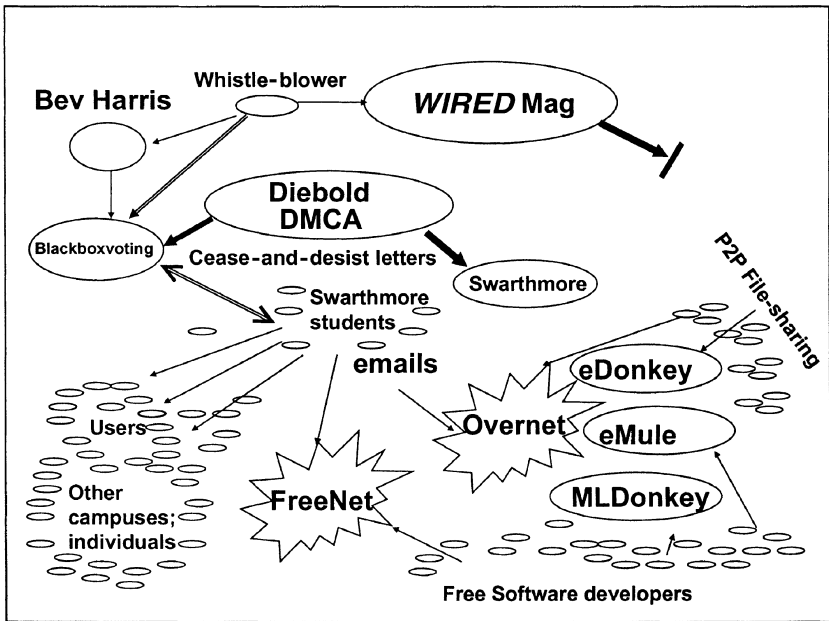 Whistle-blower
Bev Harris
WIRED Mag
Diebold
DMCA
Blackboxvoting
Cease-and-desist letters
Swarthmore
P2P File-sharing
Swarthmore
students
emails
eDonkey
Users
Overnet
eMule
Other
campuses;
individuals
FreeNet
MLDonkey
Free Software developers